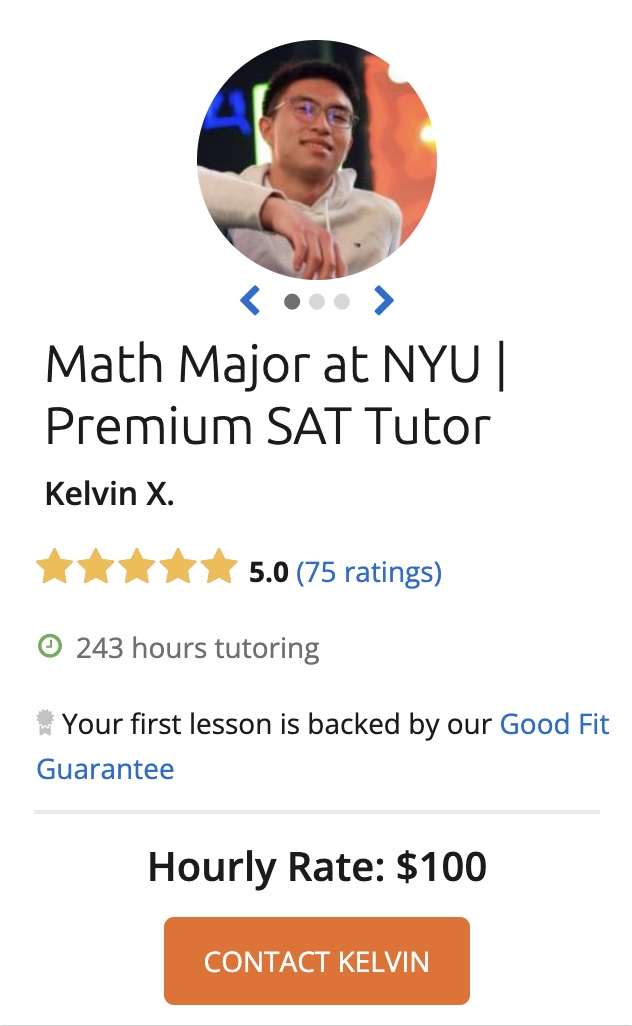 Math Major at NYU |
Premium SAT Tutor
Kelvin X.
5.0 (75 ratings)
243 hours tutoring
Your first lesson is backed by our Good Fit
Guarantee
Hourly Rate: $100
CONTACT KELVIN